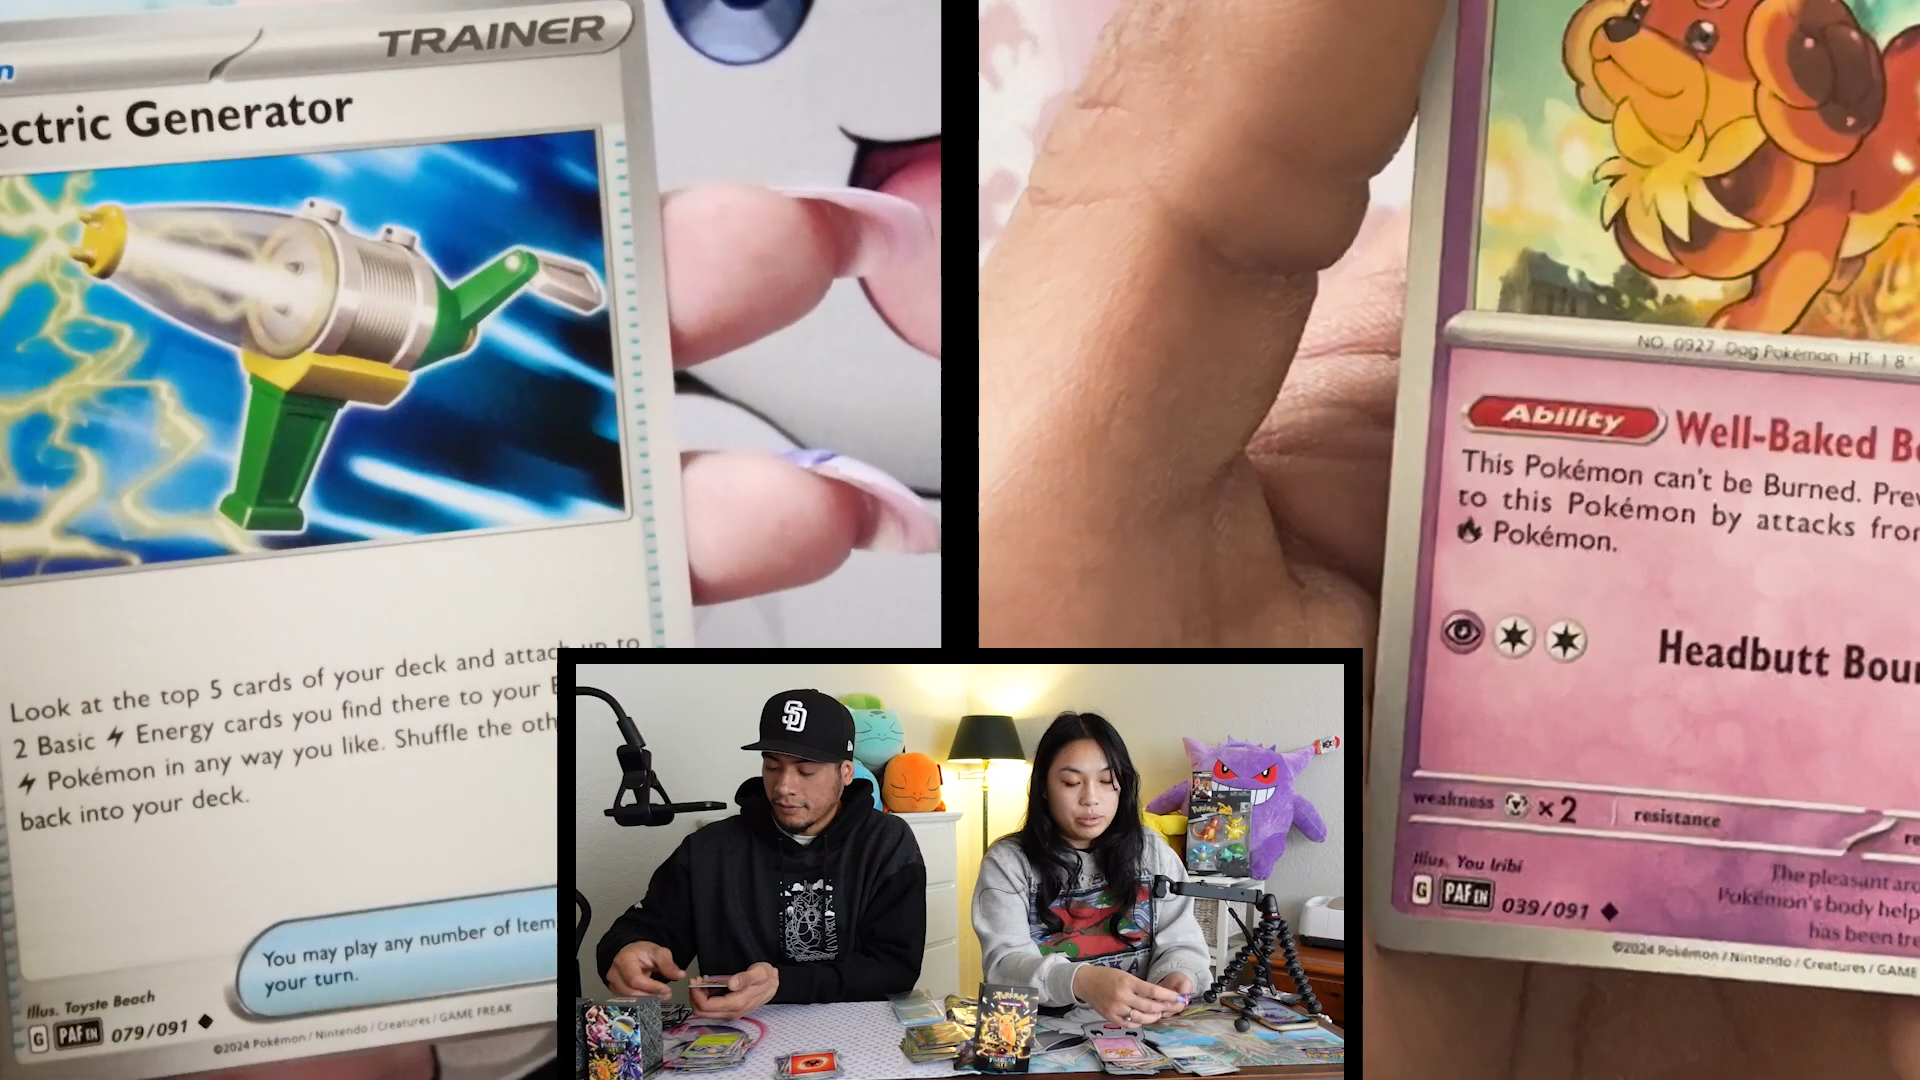 TRAINER
ectric Generator
Look at the top 5 cards of your deck and attach up to
2 Basic Energy cards you find there to your
Pokémon in any way you like. Shuffle the oth
back into your deck.
You may play any number of Item
your turn.
Illus. Toyste Beach
G PAF EN 079/091
©2024 Pokémon / Nintendo / Creatures / GAME FREAK
NO. 0927 Dog Pokémon HT: 1'8"
Ability Well-Baked B
This Pokémon can't be Burned. Prev
to this Pokémon by attacks from
Pokémon.
Headbutt Boun
weakness ×2 resistance re
Illus. You Iribi
G PAF EN 039/091
The pleasant aro
Pokémon's body help
has been tre
©2024 Pokémon / Nintendo / Creatures / GAME
SD
Pokémon